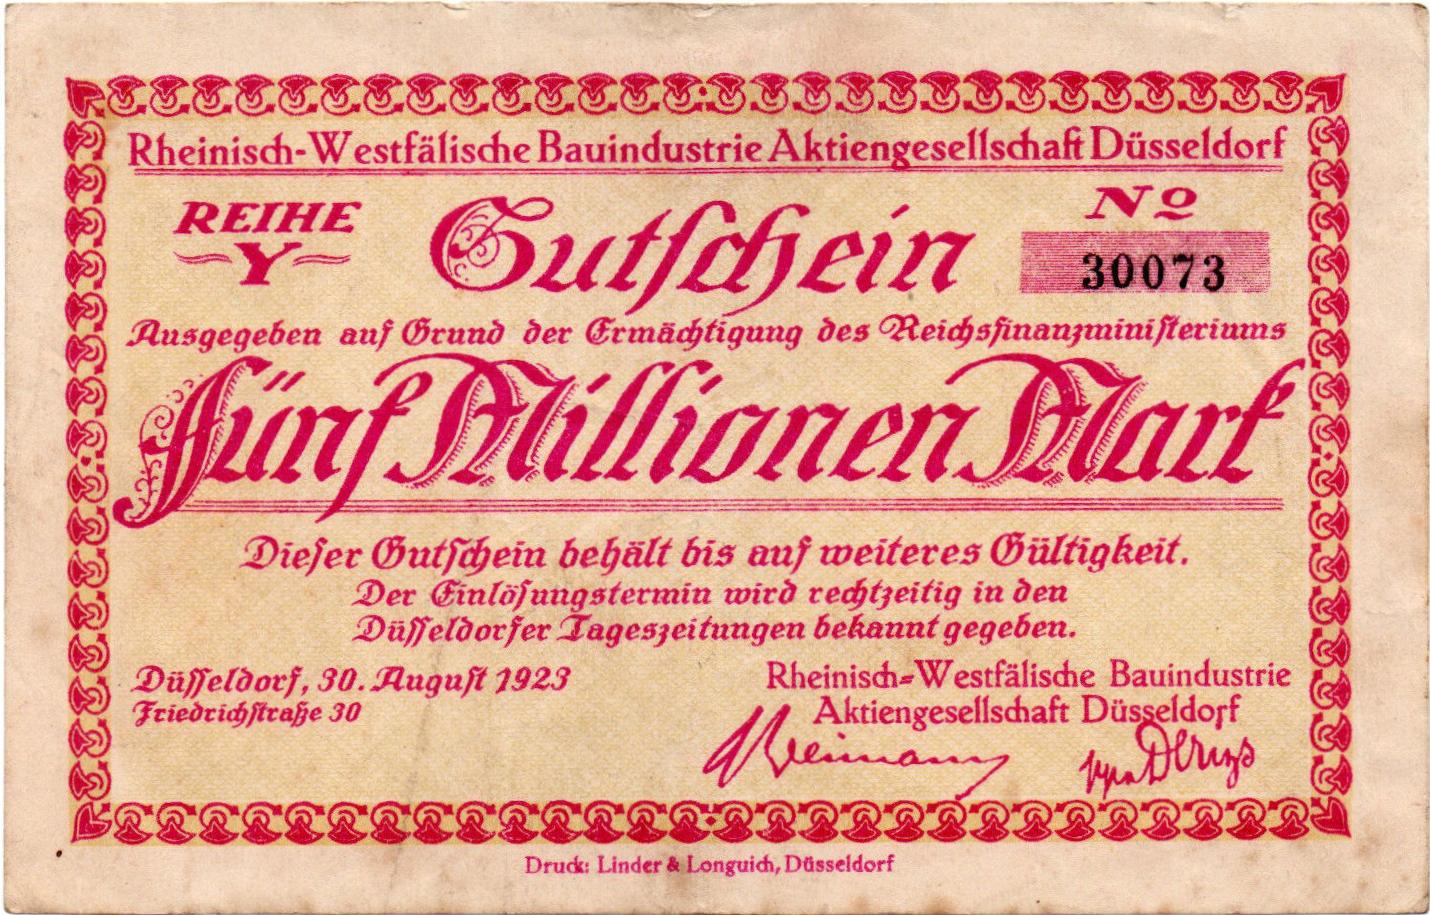 Rheinisch-Westfälische Bauindustrie Aktiengesellschaft Düsseldorf
REIHE
Y
Gutschein
No
30073
Ausgegeben auf Grund der Ermächtigung des Reichsfinanzministeriums
Fünf Millionen Mark
Dieser Gutschein behält bis auf weiteres Gültigkeit.
Der Einlösungstermin wird rechtzeitig in den
Düsseldorfer Tageszeitungen bekannt gegeben.
Düsseldorf, 30. August 1923
Friedrichstraße 30
Rheinisch-Westfälische Bauindustrie
Aktiengesellschaft Düsseldorf
Druck: Linder & Longuich, Düsseldorf